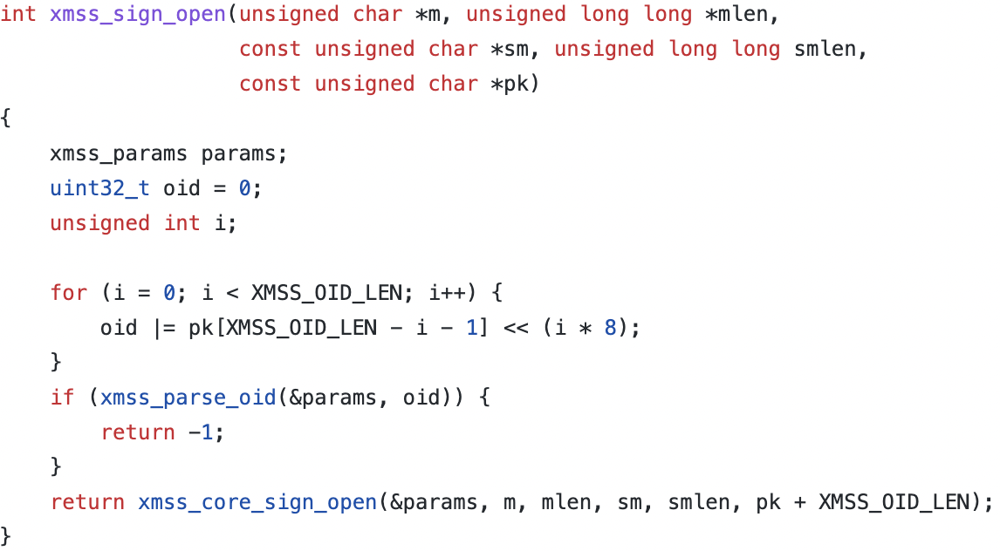 int xmss_sign_open(unsigned char *m, unsigned long long *mlen,
                   const unsigned char *sm, unsigned long long smlen,
                   const unsigned char *pk)
{
    xmss_params params;
    uint32_t oid = 0;
    unsigned int i;

    for (i = 0; i < XMSS_OID_LEN; i++) {
        oid |= pk[XMSS_OID_LEN - i - 1] << (i * 8);
    }
    if (xmss_parse_oid(&params, oid)) {
        return -1;
    }
    return xmss_core_sign_open(&params, m, mlen, sm, smlen, pk + XMSS_OID_LEN);
}